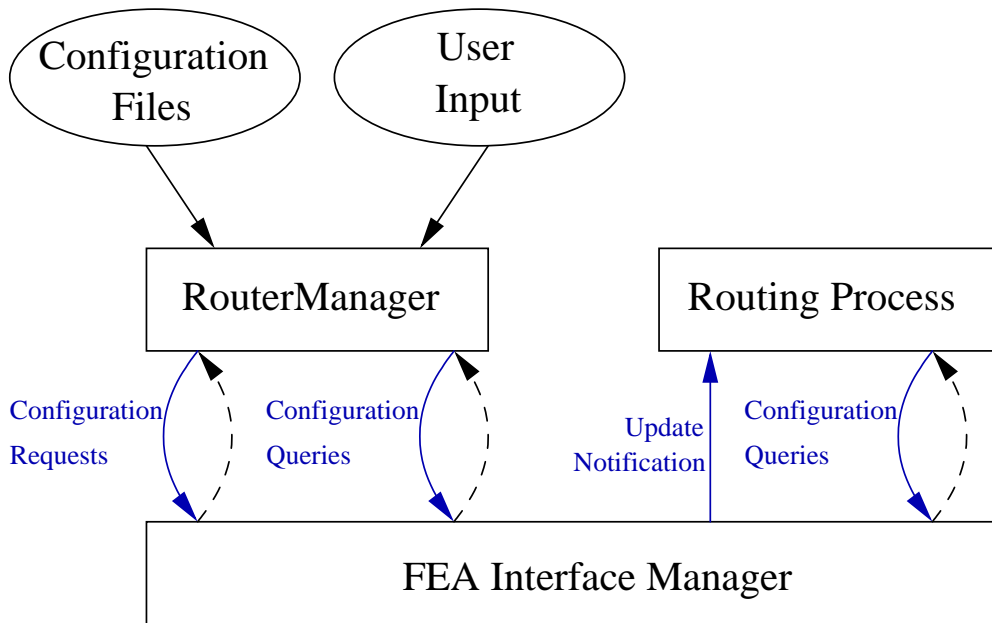 Configuration
Files
User
Input
RouterManager
Routing Process
Configuration
Requests
Configuration
Queries
Update
Notification
Configuration
Queries
FEA Interface Manager